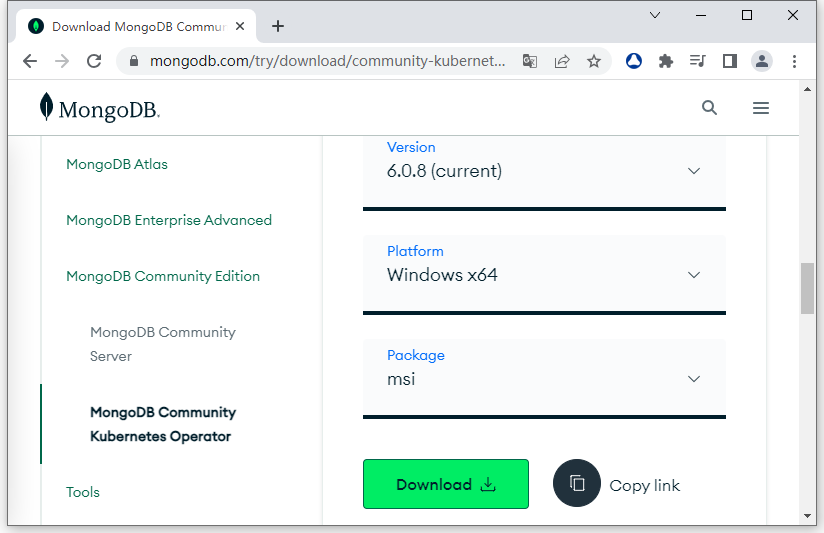 Download MongoDB Commu
mongodb.com/try/download/community-kubernet...
MongoDB.
MongoDB Atlas
MongoDB Enterprise Advanced
MongoDB Community Edition
MongoDB Community
Server
MongoDB Community
Kubernetes Operator
Tools
Version
6.0.8 (current)
Platform
Windows x64
Package
msi
Download
Copy link